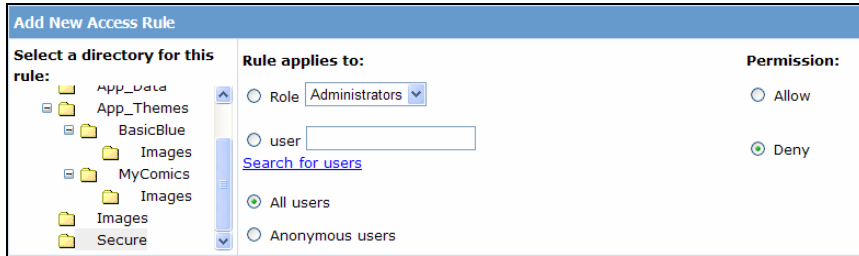 Add New Access Rule
Select a directory for this
rule:
App_Data
App_Themes
BasicBlue
Images
MyComics
Images
Images
Secure
Rule applies to:
Role Administrators
user
Search for users
All users
Anonymous users
Permission:
Allow
Deny